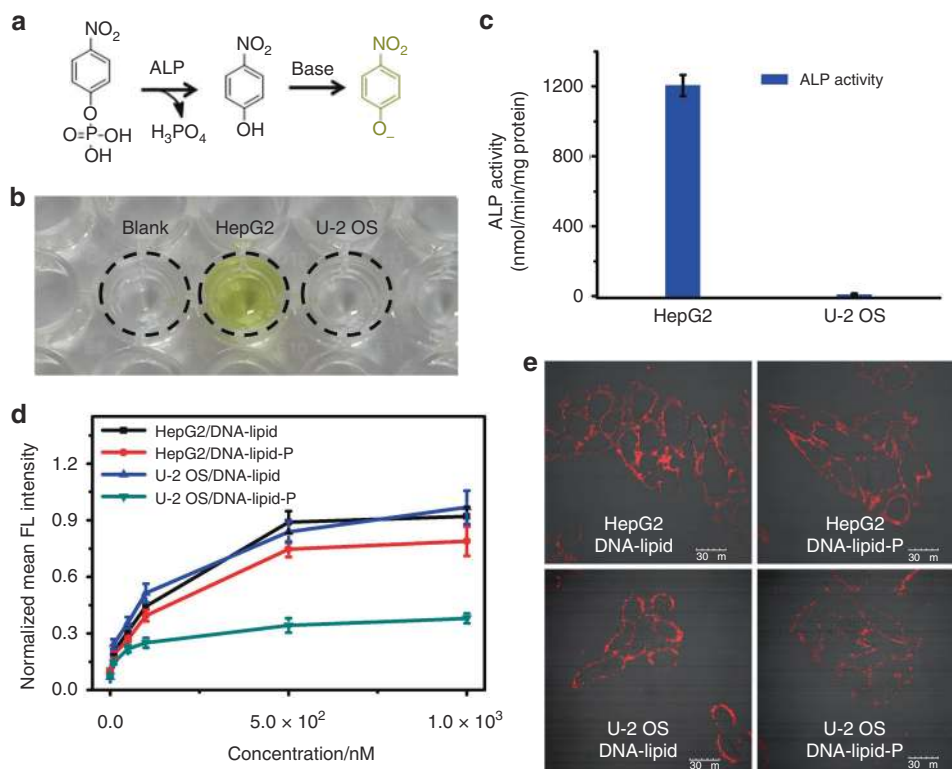 a
NO₂
ALP
O
O=P-OH
OH
H₃PO₄
NO₂
OH
Base
NO₂
O−
b
Blank
HepG2
U-2 OS
c
ALP activity
(nmol/min/mg protein)
1200
800
400
0
ALP activity
HepG2
U-2 OS
d
Normalized mean FL intensity
1.2
0.9
0.6
0.3
0.0
HepG2/DNA-lipid
HepG2/DNA-lipid-P
U-2 OS/DNA-lipid
U-2 OS/DNA-lipid-P
0.0
5.0 × 10²
1.0 × 10³
Concentration/nM
e
HepG2
DNA-lipid
30 m
HepG2
DNA-lipid-P
30 m
U-2 OS
DNA-lipid
30 m
U-2 OS
DNA-lipid-P
30 m